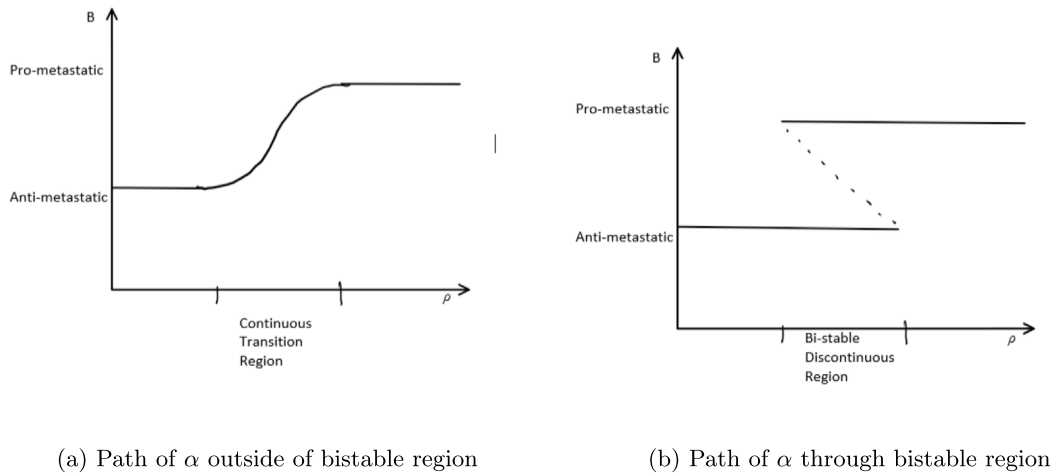 B
Pro-metastatic
Anti-metastatic
ρ
Continuous
Transition
Region
(a) Path of α outside of bistable region
B
Pro-metastatic
Anti-metastatic
ρ
Bi-stable
Discontinuous
Region
(b) Path of α through bistable region